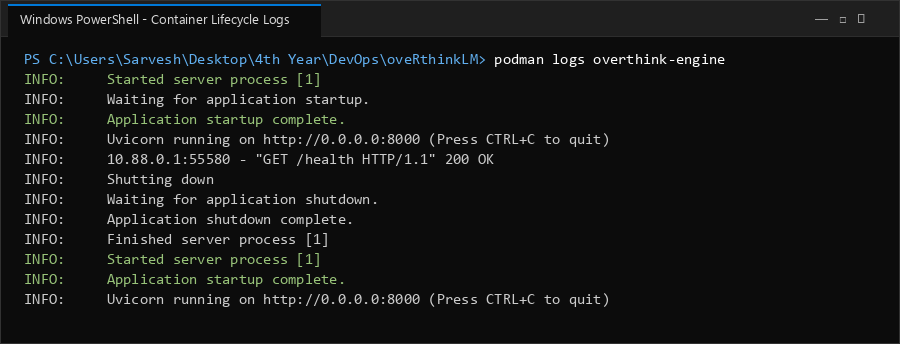 Windows PowerShell - Container Lifecycle Logs
PS C:\Users\Sarvesh\Desktop\4th Year\DevOps\oveRthinkLM> podman logs overthink-engine
INFO:     Started server process [1]
INFO:     Waiting for application startup.
INFO:     Application startup complete.
INFO:     Uvicorn running on http://0.0.0.0:8000 (Press CTRL+C to quit)
INFO:     10.88.0.1:55580 - "GET /health HTTP/1.1" 200 OK
INFO:     Shutting down
INFO:     Waiting for application shutdown.
INFO:     Application shutdown complete.
INFO:     Finished server process [1]
INFO:     Started server process [1]
INFO:     Application startup complete.
INFO:     Uvicorn running on http://0.0.0.0:8000 (Press CTRL+C to quit)